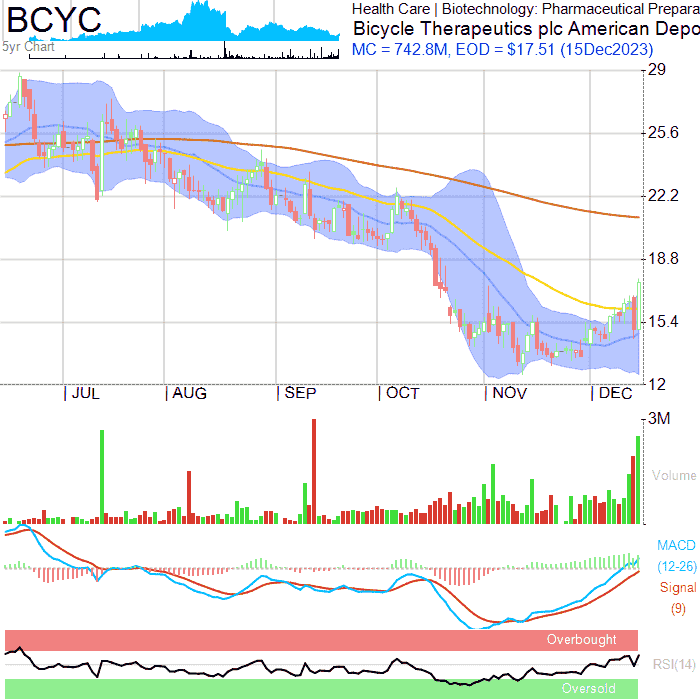 BCYC
5yr Chart
Health Care | Biotechnology: Pharmaceutical Prepara
Bicycle Therapeutics plc American Depo
MC = 742.8M, EOD = $17.51 (15Dec2023)
29
25.6
22.2
18.8
15.4
12
JUL AUG SEP OCT NOV DEC
3M
Volume
MACD
(12-26)
Signal
(9)
Overbought
RSI(14)
Oversold